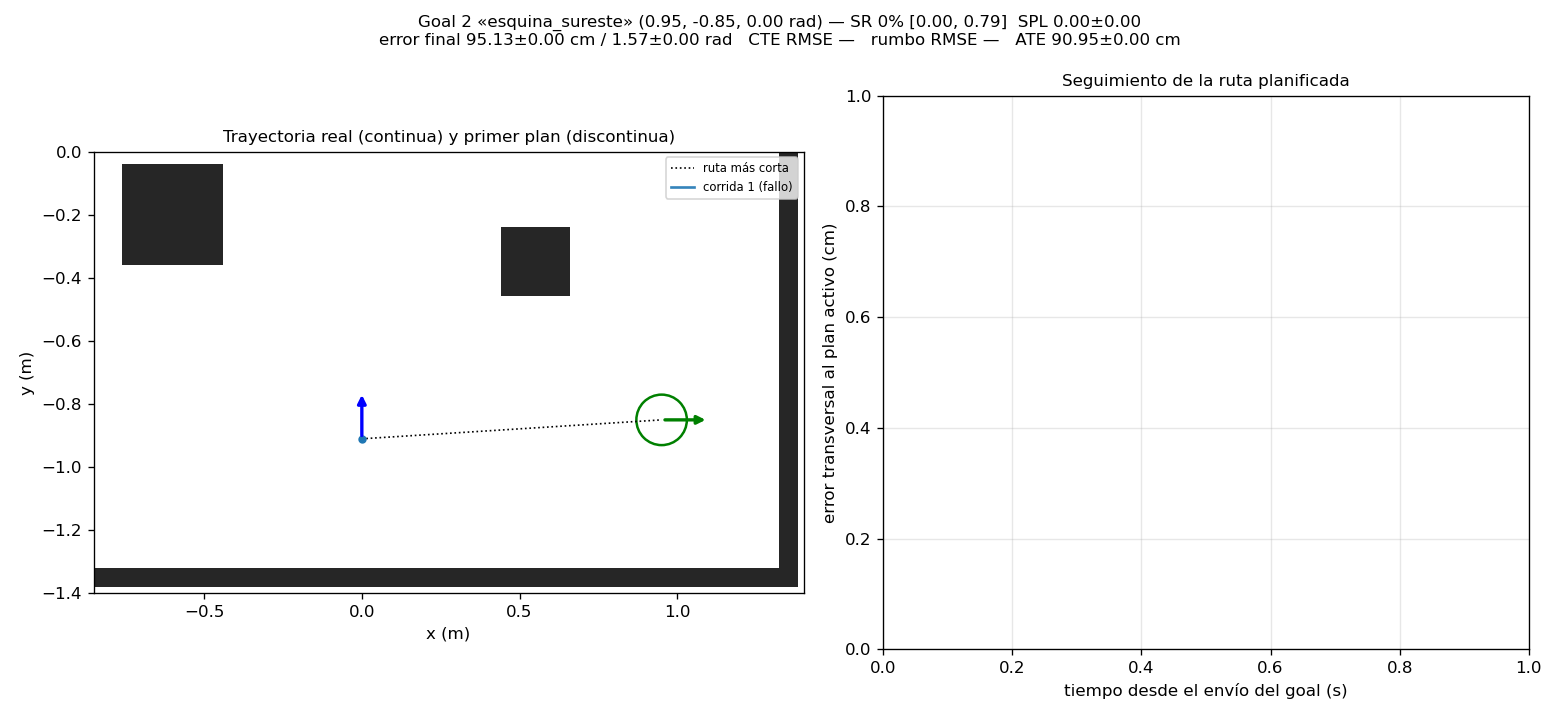 Goal 2 «esquina_sureste» (0.95, -0.85, 0.00 rad) — SR 0% [0.00, 0.79]  SPL 0.00±0.00
error final 95.13±0.00 cm / 1.57±0.00 rad   CTE RMSE —   rumbo RMSE —   ATE 90.95±0.00 cm
Trayectoria real (continua) y primer plan (discontinua)
ruta más corta
corrida 1 (fallo)
0.0
−0.2
−0.4
−0.6
−0.8
−1.0
−1.2
−1.4
y (m)
−0.5
0.0
0.5
1.0
x (m)
Seguimiento de la ruta planificada
1.0
0.8
0.6
0.4
0.2
0.0
error transversal al plan activo (cm)
0.0
0.2
0.4
0.6
0.8
1.0
tiempo desde el envío del goal (s)